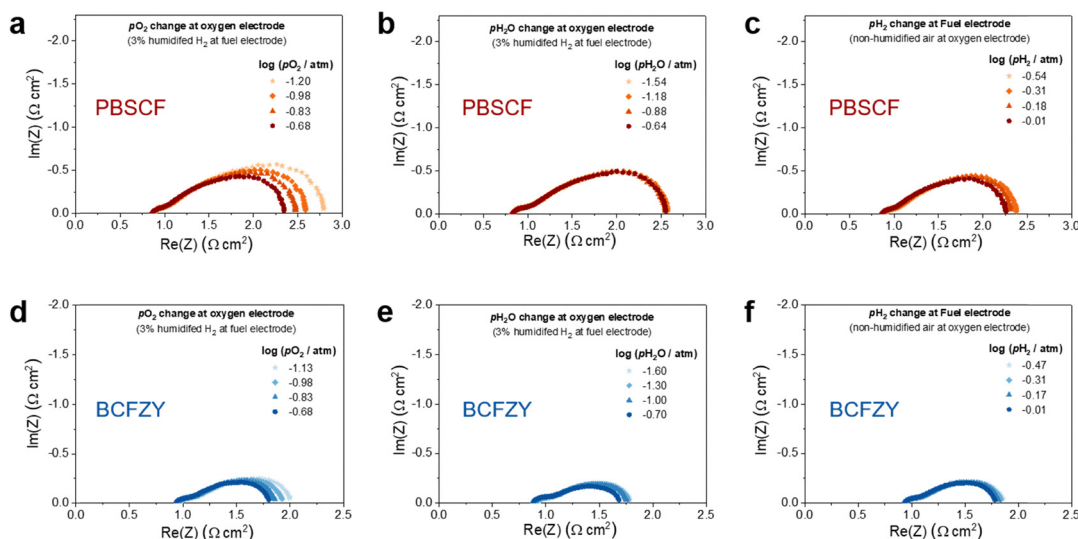 a
pO₂ change at oxygen electrode
(3% humidifed H₂ at fuel electrode)
log (pO₂ / atm)
-1.20
-0.98
-0.83
-0.68
PBSCF
Im(Z) (Ω cm²)
-2.0
-1.5
-1.0
-0.5
0.0
0.0 0.5 1.0 1.5 2.0 2.5 3.0
Re(Z) (Ω cm²)
b
pH₂O change at oxygen electrode
(3% humidifed H₂ at fuel electrode)
log (pH₂O / atm)
-1.54
-1.18
-0.88
-0.64
PBSCF
Im(Z) (Ω cm²)
-2.0
-1.5
-1.0
-0.5
0.0
0.0 0.5 1.0 1.5 2.0 2.5 3.0
Re(Z) (Ω cm²)
c
pH₂ change at Fuel electrode
(non-humidified air at oxygen electrode)
log (pH₂ / atm)
-0.54
-0.31
-0.18
-0.01
PBSCF
Im(Z) (Ω cm²)
-2.0
-1.5
-1.0
-0.5
0.0
0.0 0.5 1.0 1.5 2.0 2.5 3.0
Re(Z) (Ω cm²)
d
pO₂ change at oxygen electrode
(3% humidifed H₂ at fuel electrode)
log (pO₂ / atm)
-1.13
-0.98
-0.83
-0.68
BCFZY
Im(Z) (Ω cm²)
-2.0
-1.5
-1.0
-0.5
0.0
0.0 0.5 1.0 1.5 2.0 2.5
Re(Z) (Ω cm²)
e
pH₂O change at oxygen electrode
(3% humidifed H₂ at fuel electrode)
log (pH₂O / atm)
-1.60
-1.30
-1.00
-0.70
BCFZY
Im(Z) (Ω cm²)
-2.0
-1.5
-1.0
-0.5
0.0
0.0 0.5 1.0 1.5 2.0 2.5
Re(Z) (Ω cm²)
f
pH₂ change at Fuel electrode
(non-humidified air at oxygen electrode)
log (pH₂ / atm)
-0.47
-0.31
-0.17
-0.01
BCFZY
Im(Z) (Ω cm²)
-2.0
-1.5
-1.0
-0.5
0.0
0.0 0.5 1.0 1.5 2.0 2.5
Re(Z) (Ω cm²)